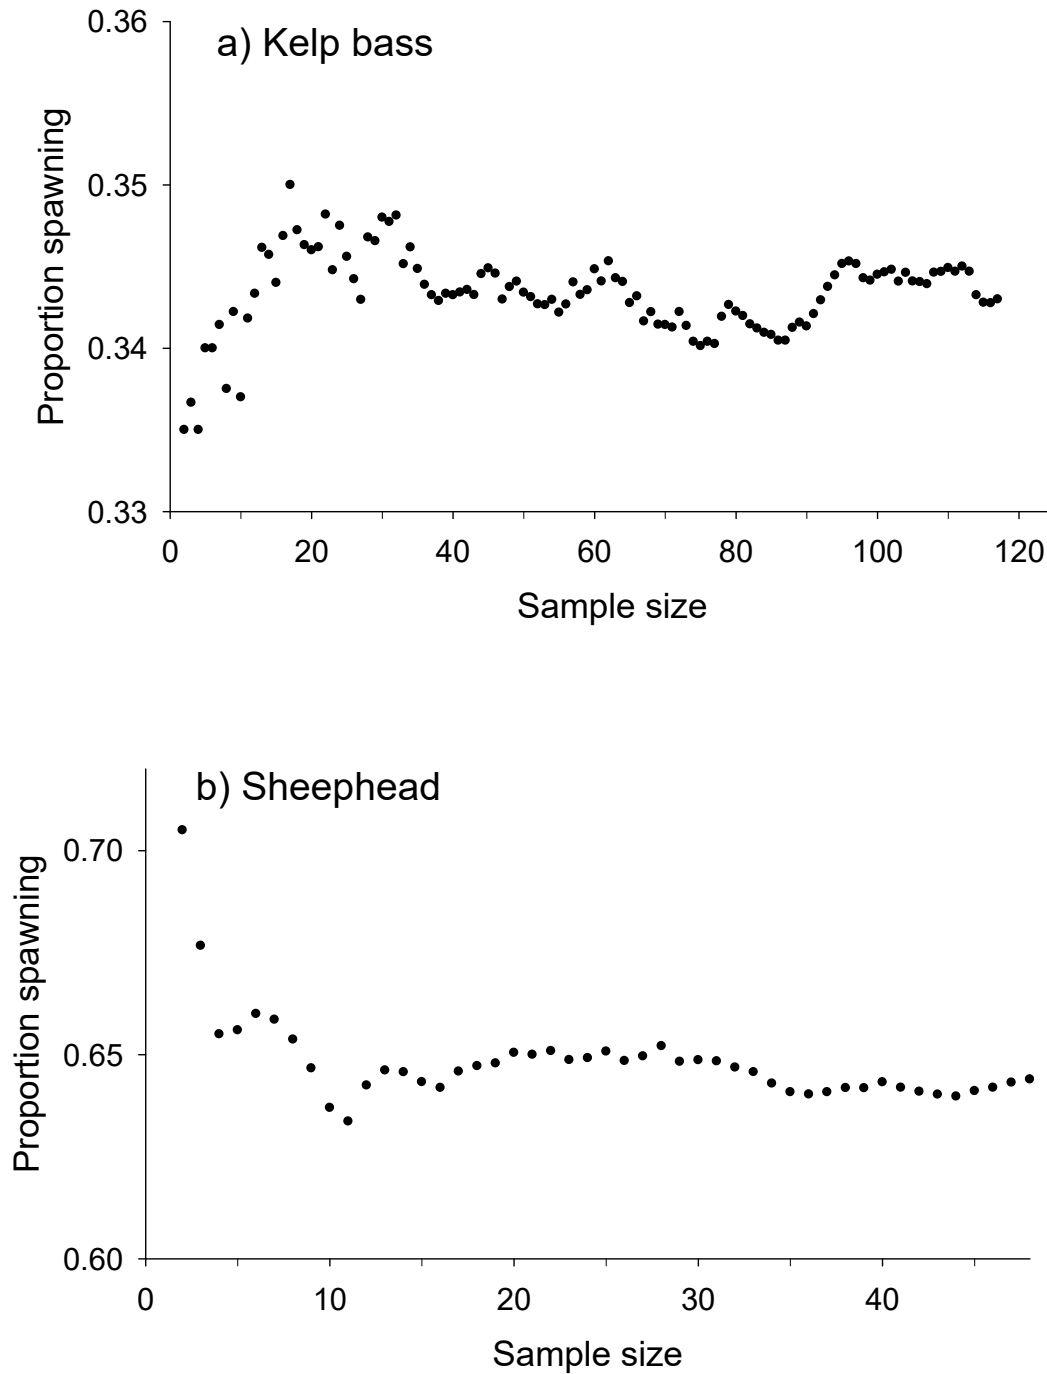 a) Kelp bass
Proportion spawning
0.36
0.35
0.34
0.33
0 20 40 60 80 100 120
Sample size
b) Sheephead
Proportion spawning
0.70
0.65
0.60
0 10 20 30 40
Sample size